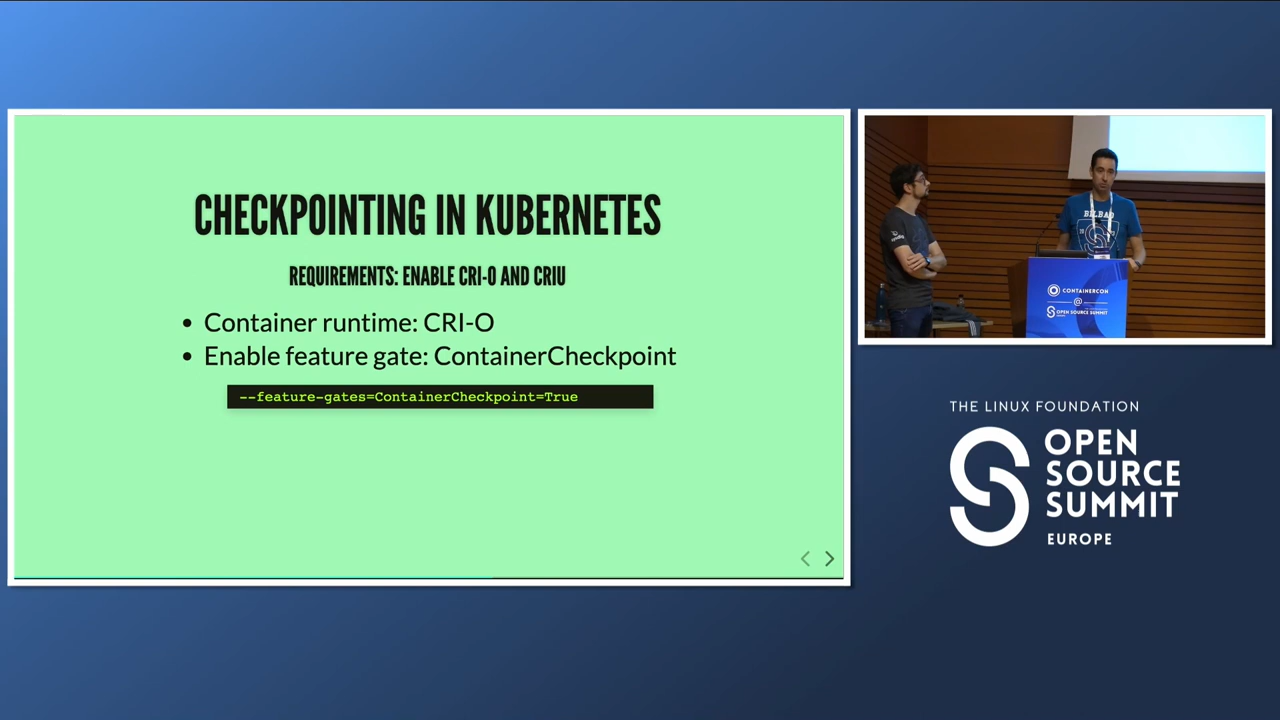 CHECKPOINTING IN KUBERNETES
REQUIREMENTS: ENABLE CRI-O AND CRIU
Container runtime: CRI-O
Enable feature gate: ContainerCheckpoint
--feature-gates=ContainerCheckpoint=True
BILBAO
CONTAINERCON
@
OPEN SOURCE SUMMIT
THE LINUX FOUNDATION
OPEN
SOURCE
SUMMIT
EUROPE